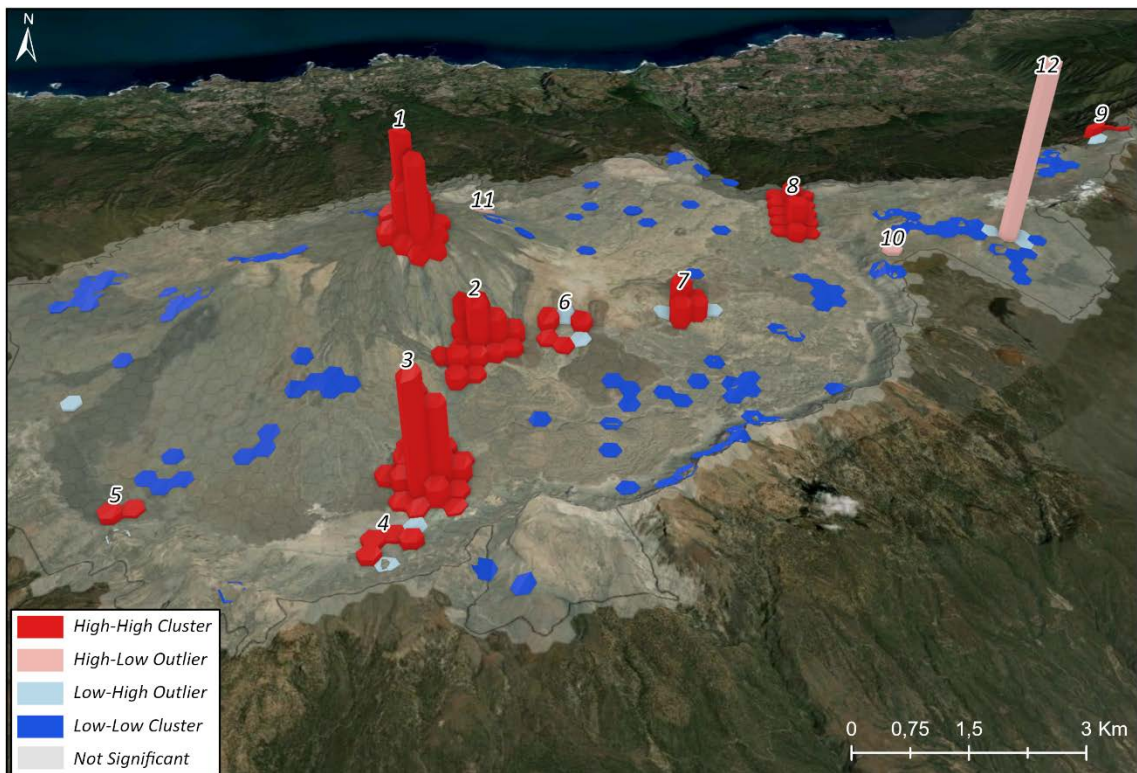 N
12
1
9
11
8
10
2
6
7
3
5
4
High-High Cluster
High-Low Outlier
Low-High Outlier
Low-Low Cluster
Not Significant
0 0,75 1,5 3 Km